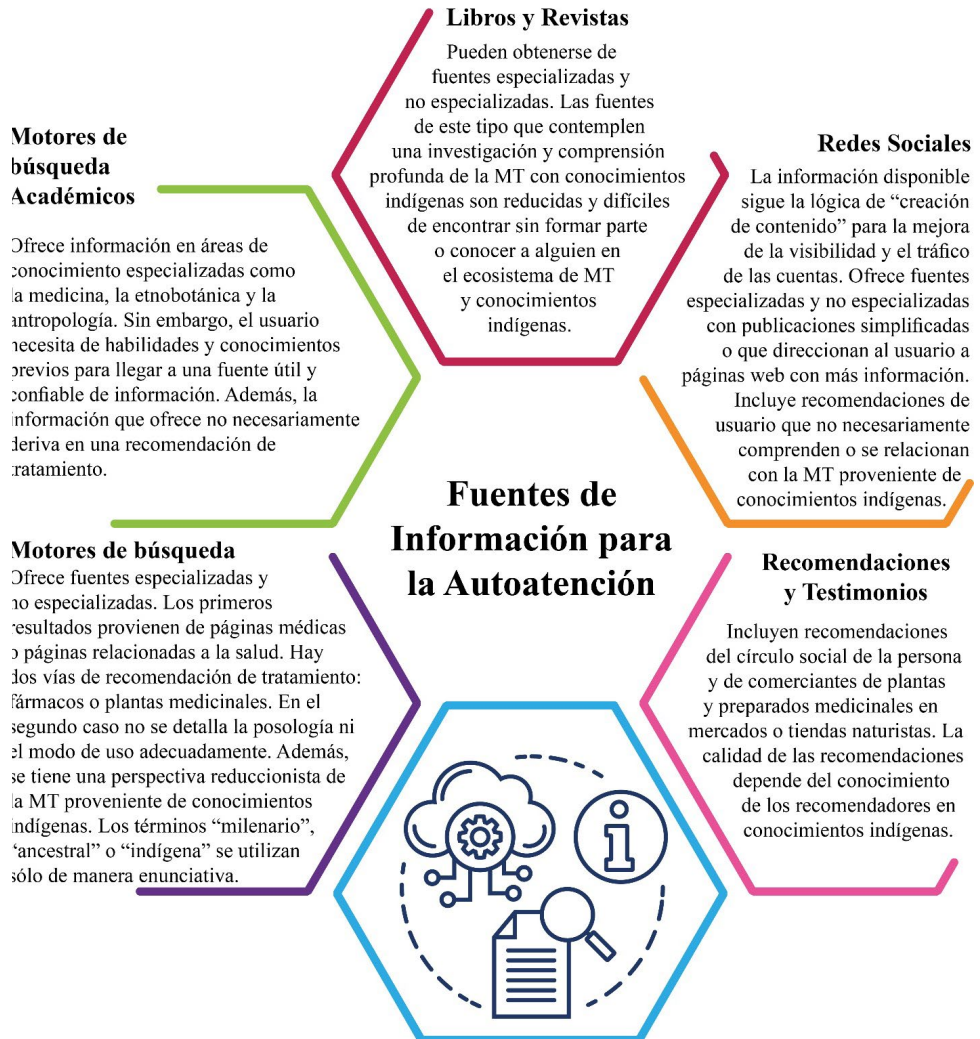 Libros y Revistas
Pueden obtenerse de
fuentes especializadas y
no especializadas. Las fuentes
de este tipo que contemplen
una investigación y comprensión
profunda de la MT con conocimientos
indígenas son reducidas y difíciles
de encontrar sin formar parte
o conocer a alguien en
el ecosistema de MT
y conocimientos
indígenas.
Motores de
búsqueda
Académicos
Ofrece información en áreas de
conocimiento especializadas como
la medicina, la etnobotánica y la
antropología. Sin embargo, el usuario
necesita de habilidades y conocimientos
previos para llegar a una fuente útil y
confiable de información. Además, la
información que ofrece no necesariamente
deriva en una recomendación de
tratamiento.
Redes Sociales
La información disponible
sigue la lógica de “creación
de contenido” para la mejora
de la visibilidad y el tráfico
de las cuentas. Ofrece fuentes
especializadas y no especializadas
con publicaciones simplificadas
o que direccionan al usuario a
páginas web con más información.
Incluye recomendaciones de
usuario que no necesariamente
comprenden o se relacionan
con la MT proveniente de
conocimientos indígenas.
Fuentes de
Información para
la Autoatención
Motores de búsqueda
Ofrece fuentes especializadas y
no especializadas. Los primeros
resultados provienen de páginas médicas
o páginas relacionadas a la salud. Hay
dos vías de recomendación de tratamiento:
fármacos o plantas medicinales. En el
segundo caso no se detalla la posología ni
el modo de uso adecuadamente. Además,
se tiene una perspectiva reduccionista de
la MT proveniente de conocimientos
indígenas. Los términos “milenario”,
“ancestral” o “indígena” se utilizan
sólo de manera enunciativa.
Recomendaciones
y Testimonios
Incluyen recomendaciones
del círculo social de la persona
y de comerciantes de plantas
y preparados medicinales en
mercados o tiendas naturistas. La
calidad de las recomendaciones
depende del conocimiento
de los recomendadores en
conocimientos indígenas.